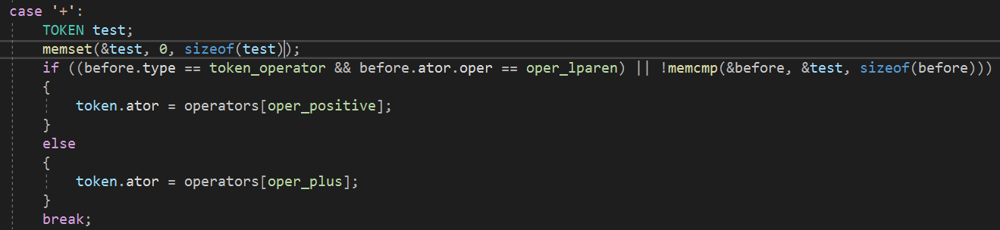 case '+':
TOKEN test;
memset(&test, 0, sizeof(test));
if ((before.type == token_operator && before.ator.oper == oper_lparen) || !memcmp(&before, &test, sizeof(before)))
{
token.ator = operators[oper_positive];
}
else
{
token.ator = operators[oper_plus];
}
break;